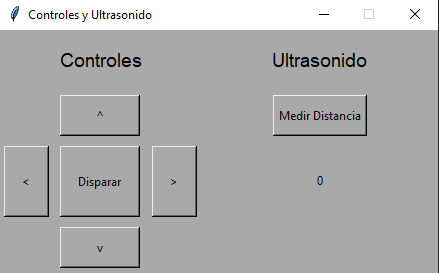 Controles y Ultrasonido
Controles
Ultrasonido
^
Medir Distancia
<
Disparar
>
0
v